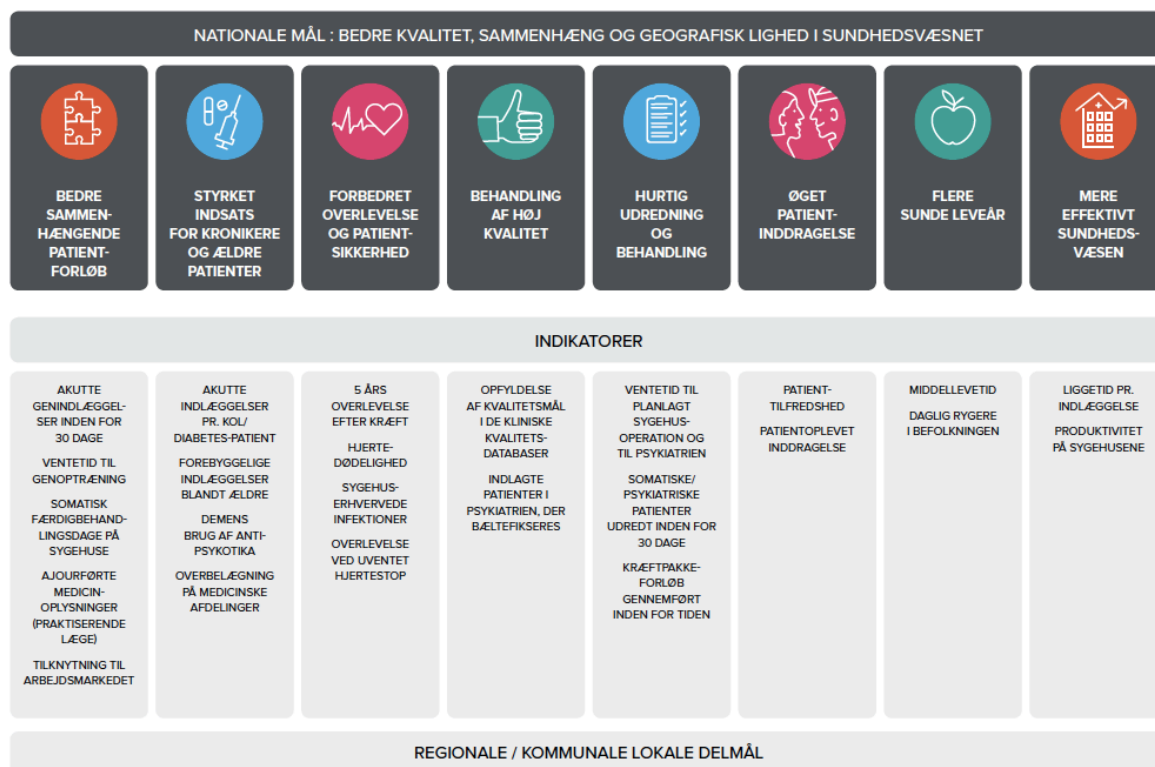 NATIONALE MÅL : BEDRE KVALITET, SAMMENHÆNG OG GEOGRAFISK LIGHED I SUNDHEDSVÆSNET
BEDRE
SAMMEN-
HÆNGENDE
PATIENT-
FORLØB
STYRKET
INDSATS
FOR KRONIKERE
OG ÆLDRE
PATIENTER
FORBEDRET
OVERLEVELSE
OG PATIENT-
SIKKERHED
BEHANDLING
AF HØJ
KVALITET
HURTIG
UDREDNING
OG
BEHANDLING
ØGET
PATIENT-
INDDRAGELSE
FLERE
SUNDE LEVEÅR
MERE
EFFEKTIVT
SUNDHEDS-
VÆSEN
INDIKATORER
AKUTTE
GENINDLÆGGEL-
SER INDEN FOR
30 DAGE
VENTETID TIL
GENOPTRÆNING
SOMATISK
FÆRDIGBEHAND-
LINGSDAGE PÅ
SYGEHUSE
AJOURFØRTE
MEDICIN-
OPLYSNINGER
(PRAKTISERENDE
LÆGE)
TILKNYTNING TIL
ARBEJDSMARKEDET
AKUTTE
INDLÆGGELSER
PR. KOL/
DIABETES-PATIENT
FOREBYGGELIGE
INDLÆGGELSER
BLANDT ÆLDRE
DEMENS
BRUG AF ANTI-
PSYKOTIKA
OVERBELÆGNING
PÅ MEDICINSKE
AFDELINGER
5 ÅRS
OVERLEVELSE
EFTER KRÆFT
HJERTE-
DØDELIGHED
SYGEHUS-
ERHVERVEDE
INFEKTIONER
OVERLEVELSE
VED UVENTET
HJERTESTOP
OPFYLDELSE
AF KVALITETSMÅL
I DE KLINISKE
KVALITETS-
DATABASER
INDLAGTE
PATIENTER I
PSYKIATRIEN, DER
BÆLTEFIKSERES
VENTETID TIL
PLANLAGT
SYGEHUS-
OPERATION OG
TIL PSYKIATRIEN
SOMATISKE/
PSYKIATRISKE
PATIENTER
UDREDT INDEN FOR
30 DAGE
KRÆFTPAKKE-
FORLØB
GENNEMFØRT
INDEN FOR TIDEN
PATIENT-
TILFREDSHED
PATIENTOPLEVET
INDDRAGELSE
MIDDELLEVETID
DAGLIG RYGERE
I BEFOLKNINGEN
LIGGETID PR.
INDLÆGGELSE
PRODUKTIVITET
PÅ SYGEHUSENE
REGIONALE / KOMMUNALE LOKALE DELMÅL